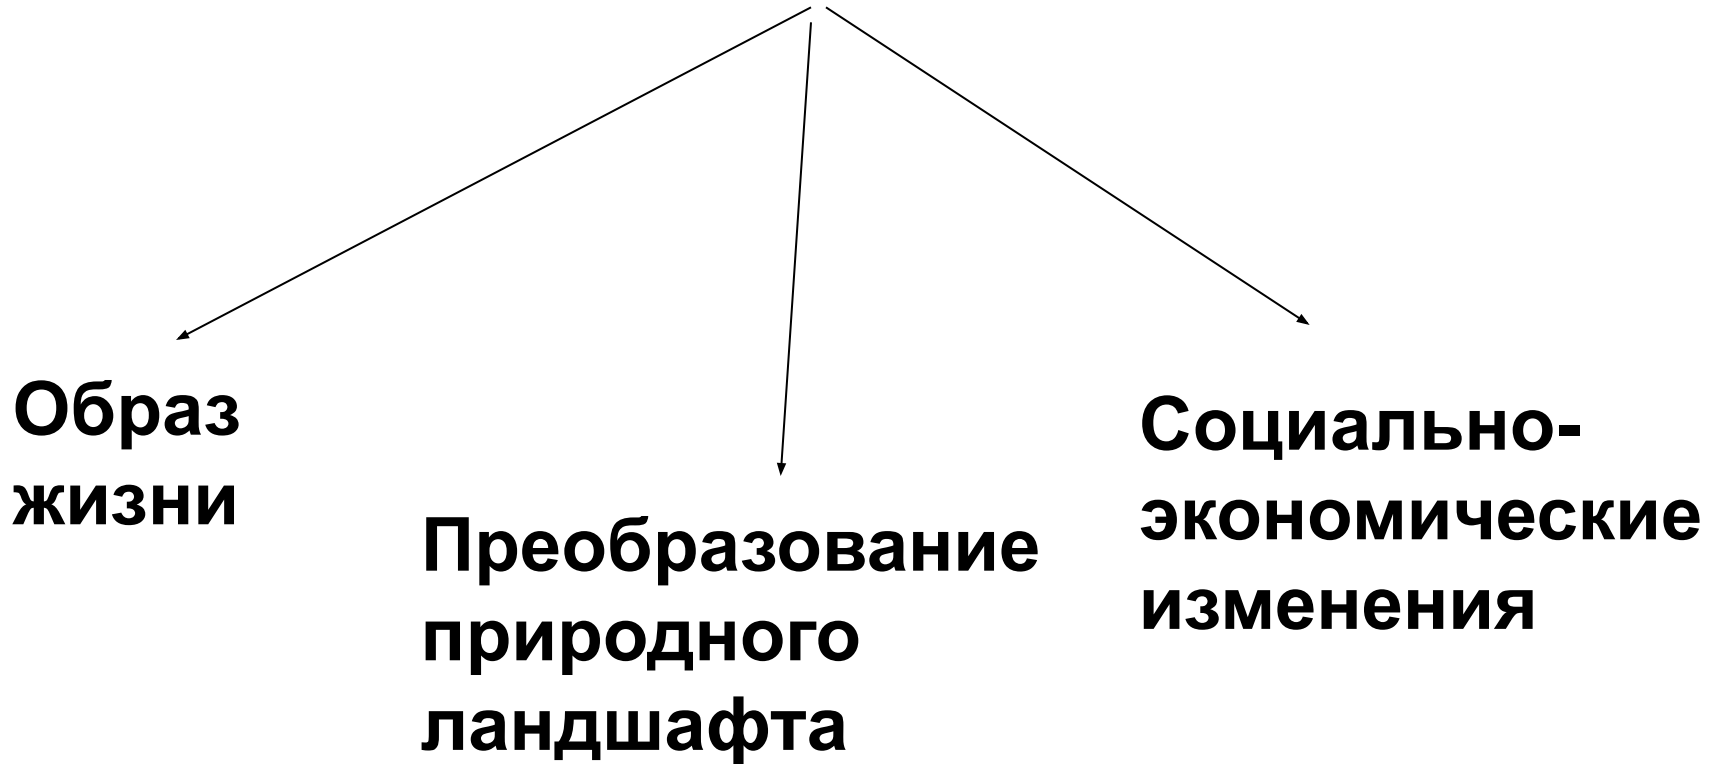 Образ
жизни
Преобразование
природного
ландшафта
Социально-
экономические
изменения